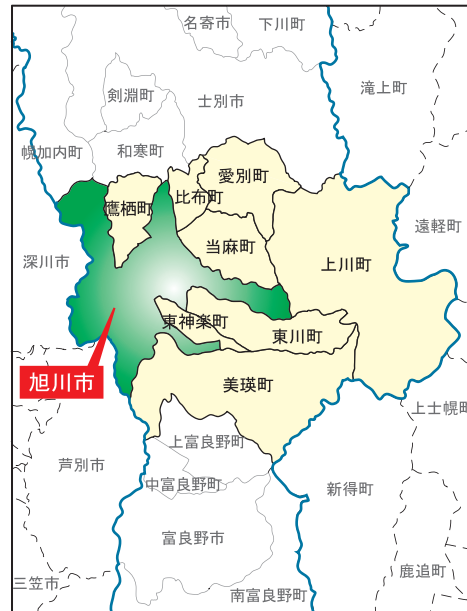 名寄市
下川町
滝上町
剣淵町
士別市
幌加内町
和寒町
愛別町
比布町
鷹栖町
遠軽町
当麻町
上川町
深川市
東神楽町
東川町
旭川市
美瑛町
上士幌町
上富良野町
芦別市
中富良野町
新得町
富良野市
鹿追町
三笠市
南富良野町